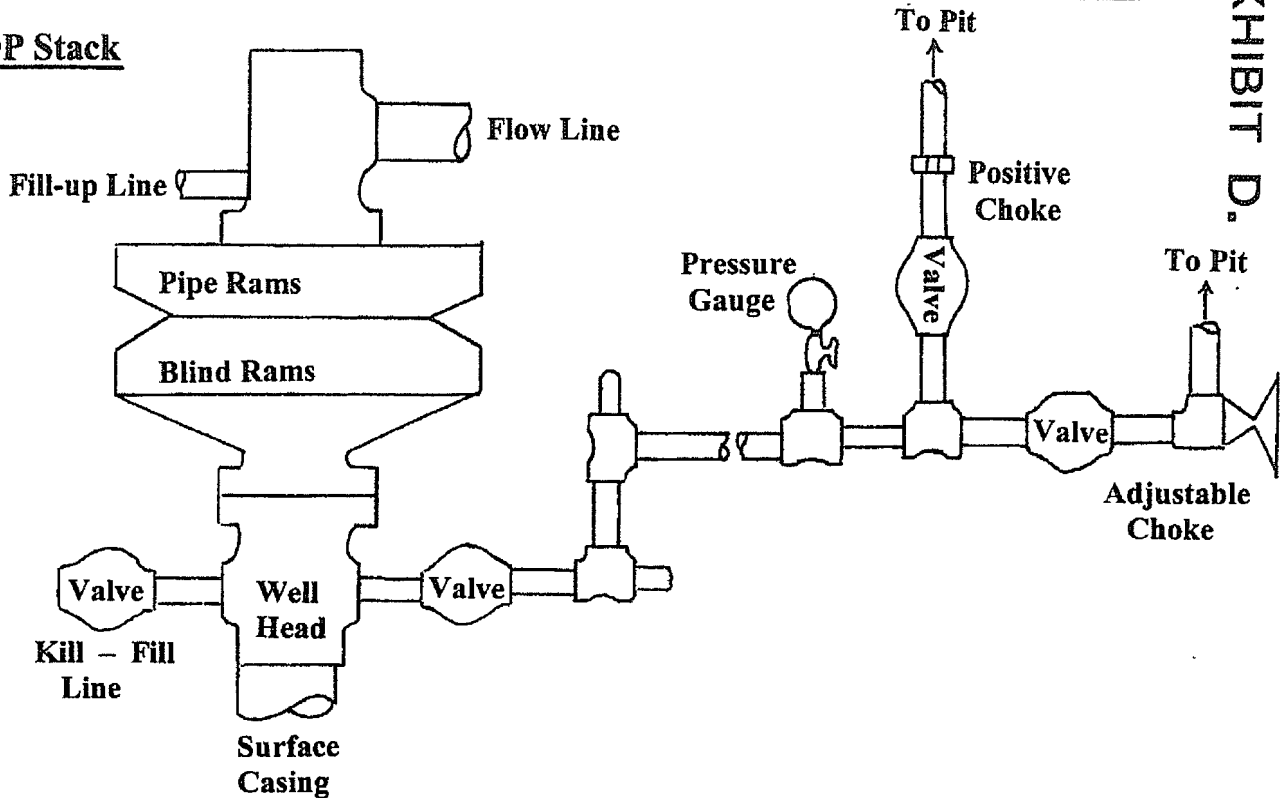 P Stack
To Pit
XHIBIT D.
Flow Line
Fill-up Line
Positive
Choke
Pipe Rams
Pressure
Gauge
Valve
To Pit
Blind Rams
Valve
Adjustable
Choke
Valve
Well
Head
Valve
Kill – Fill
Line
Surface
Casing